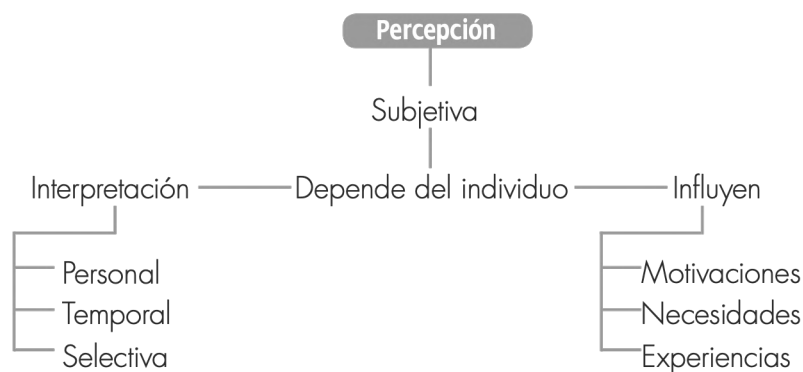 Percepción
Subjetiva
Interpretación
Depende del individuo
Influyen
Personal
Temporal
Selectiva
Motivaciones
Necesidades
Experiencias